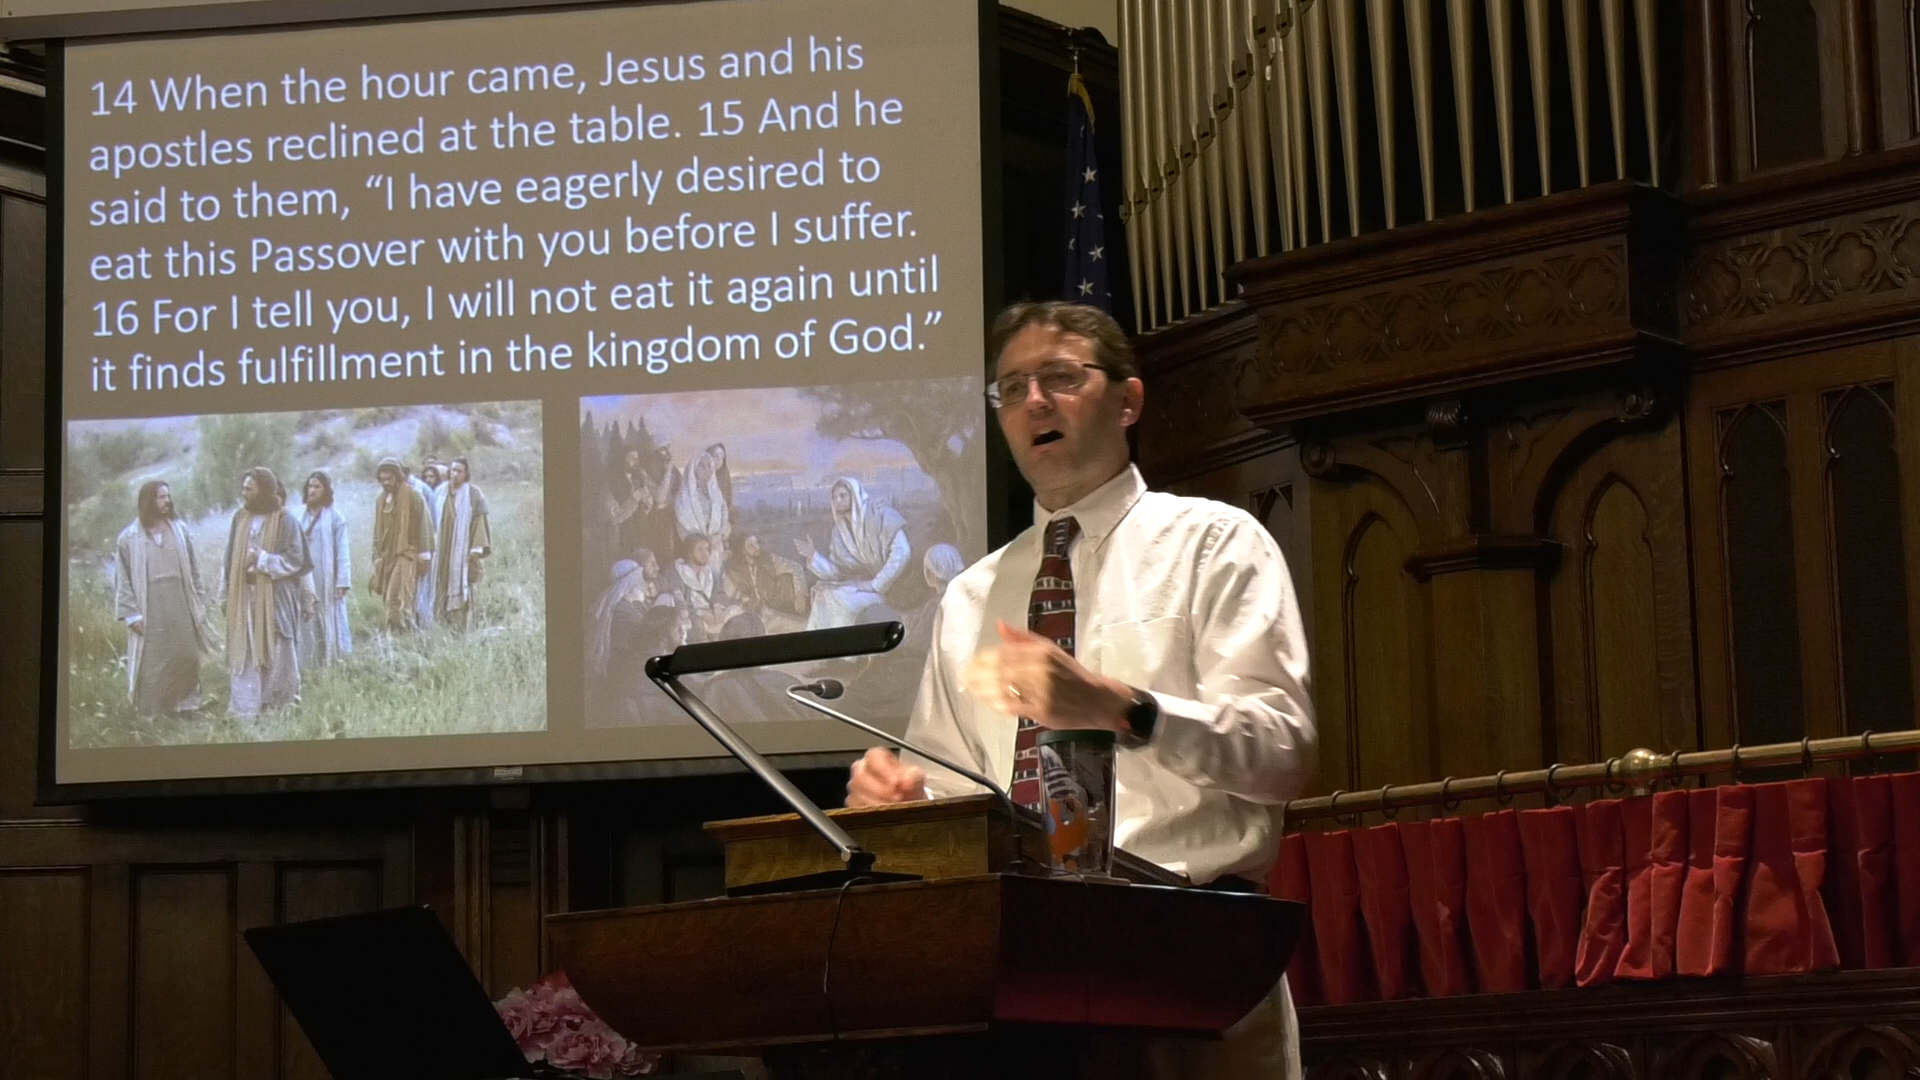 14 When the hour came, Jesus and his
apostles reclined at the table. 15 And he
said to them, “I have eagerly desired to
eat this Passover with you before I suffer.
16 For I tell you, I will not eat it again until
it finds fulfillment in the kingdom of God.”